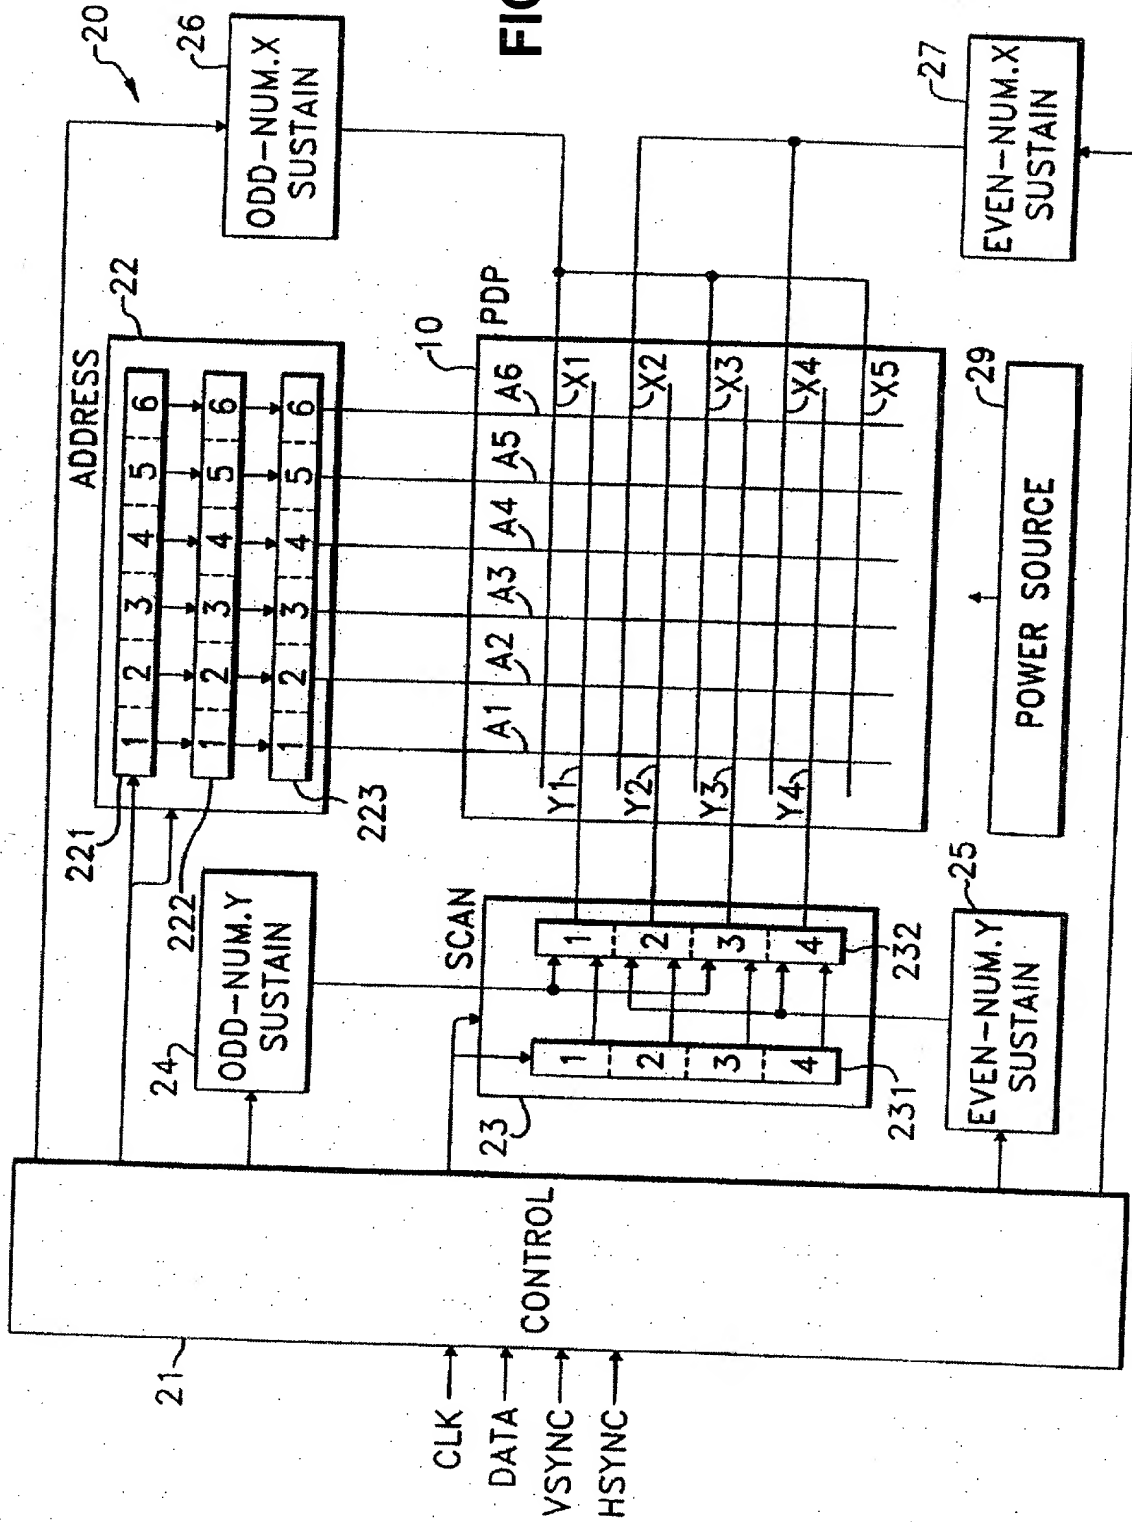 FIG
20
26
ODD-NUM.X
SUSTAIN
ADDRESS
22
221
1 2 3 4 5 6
222
1 2 3 4 5 6
223
1 2 3 4 5 6
24
ODD-NUM.Y
SUSTAIN
10
PDP
A1 A2 A3 A4 A5 A6
X1
Y1
X2
Y2
X3
Y3
X4
Y4
X5
SCAN
23
1
2
3
4
231
1
2
3
4
232
21
CONTROL
CLK
DATA
VSYNC
HSYNC
25
EVEN-NUM.Y
SUSTAIN
29
POWER SOURCE
27
EVEN-NUM.X
SUSTAIN